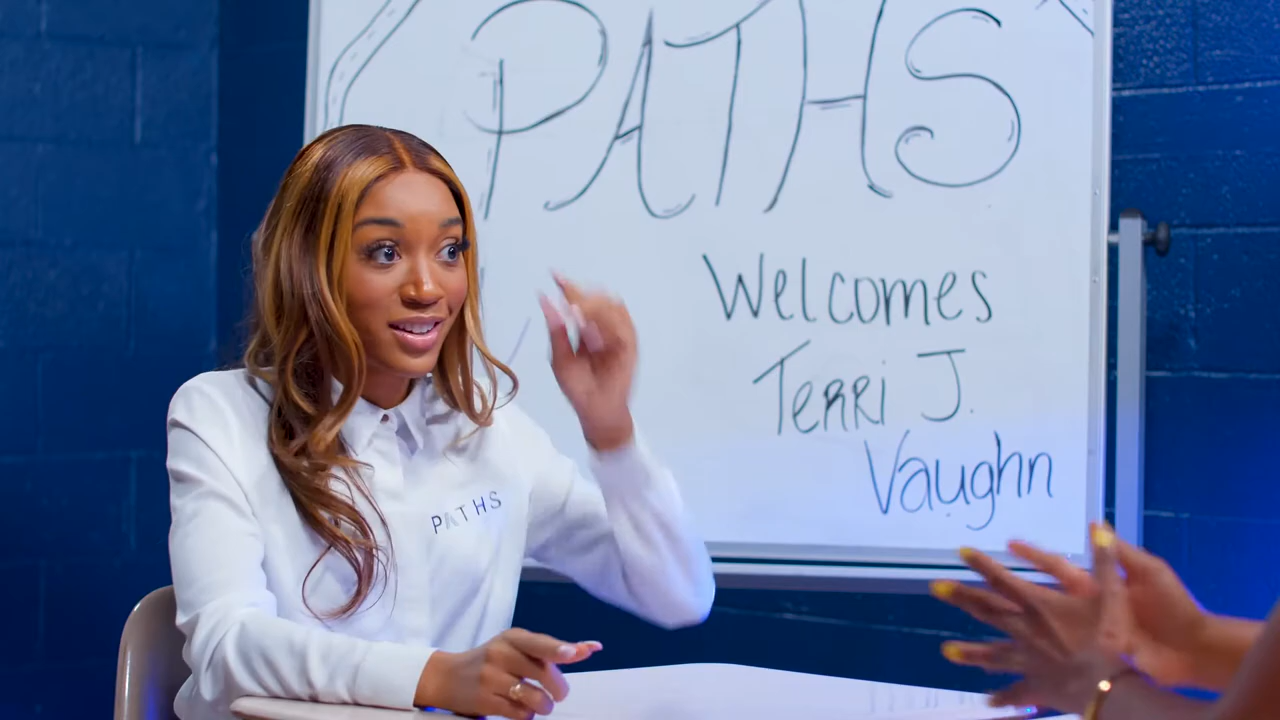 PATHS
Welcomes
Terri J.
Vaughn
PATHS